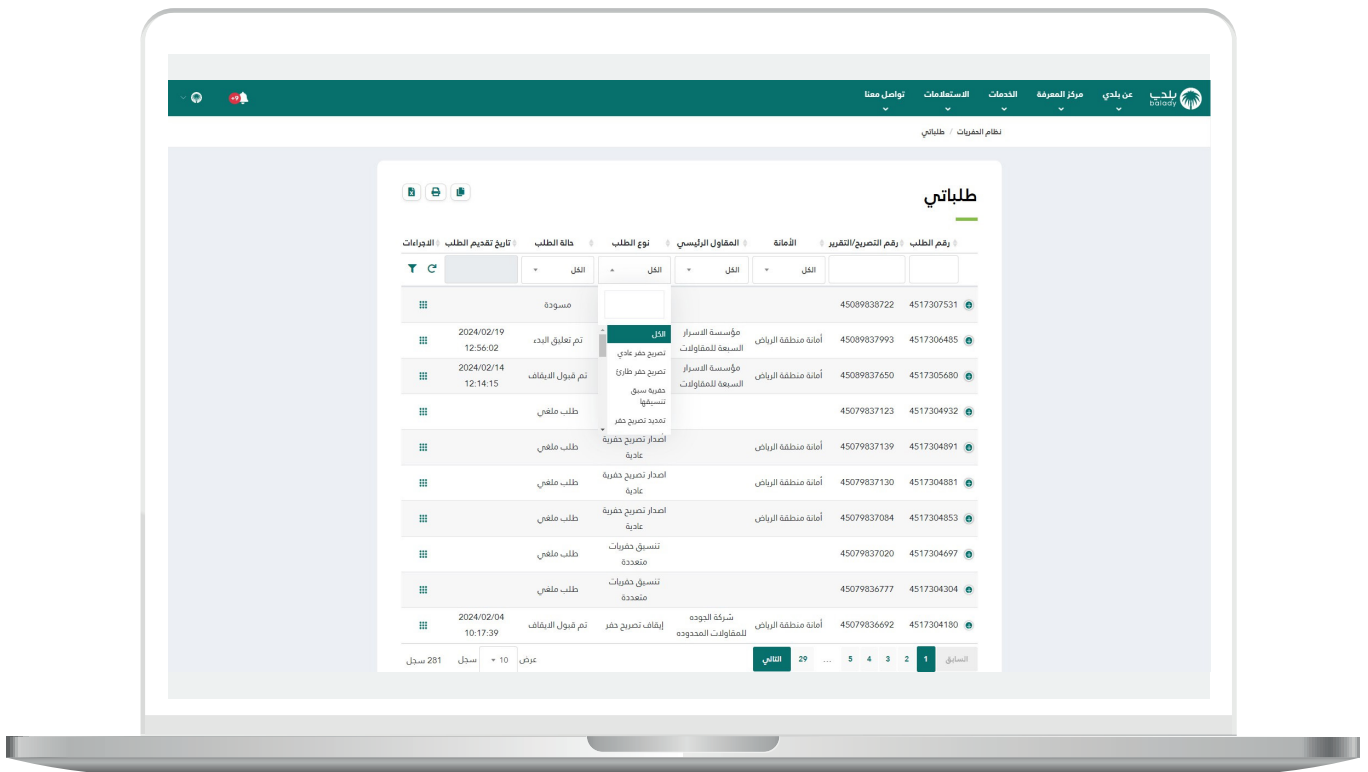 بلدي
balady
عن بلدي
مركز المعرفة
الخدمات
الاستعلامات
تواصل معنا
+9
نظام الحفريات / طلباتي
طلباتي
رقم الطلب رقم التصريح/التقرير الأمانة المقاول الرئيسي نوع الطلب حالة الطلب تاريخ تقديم الطلب الاجراءات
الكل الكل الكل الكل
4517307531 45089838722 مسودة
4517306485 45089837993 أمانة منطقة الرياض مؤسسة الاسرار السبعة للمقاولات تم تعليق البدء 2024/02/19 12:56:02
4517305680 45089837650 أمانة منطقة الرياض مؤسسة الاسرار السبعة للمقاولات تم قبول الايقاف 2024/02/14 12:14:15
4517304932 45079837123 طلب ملغي
الكل
تصريح حفر عادي
تصريح حفر طارئ
حفريه سبق تنسيقها
تمديد تصريح حفر
4517304891 45079837139 أمانة منطقة الرياض اصدار تصريح حفرية عادية طلب ملغي
4517304881 45079837130 أمانة منطقة الرياض اصدار تصريح حفرية عادية طلب ملغي
4517304853 45079837084 أمانة منطقة الرياض اصدار تصريح حفرية عادية طلب ملغي
4517304697 45079837020 تنسيق حفريات متعددة طلب ملغي
4517304304 45079836777 تنسيق حفريات متعددة طلب ملغي
4517304180 45079836692 أمانة منطقة الرياض شركة الجوده للمقاولات المحدوده إيقاف تصريح حفر تم قبول الايقاف 2024/02/04 10:17:39
السابق 1 2 3 4 5 ... 29 التالي
عرض 10 سجل 281 سجل